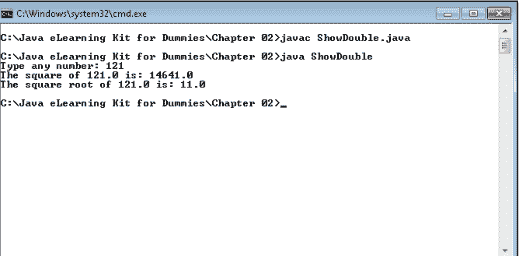 C:\Windows\system32\cmd.exe
C:\Java eLearning Kit for Dummies\Chapter 02>javac ShowDouble.java
C:\Java eLearning Kit for Dummies\Chapter 02>java ShowDouble
Type any number: 121
The square of 121.0 is: 14641.0
The square root of 121.0 is: 11.0
C:\Java eLearning Kit for Dummies\Chapter 02>_